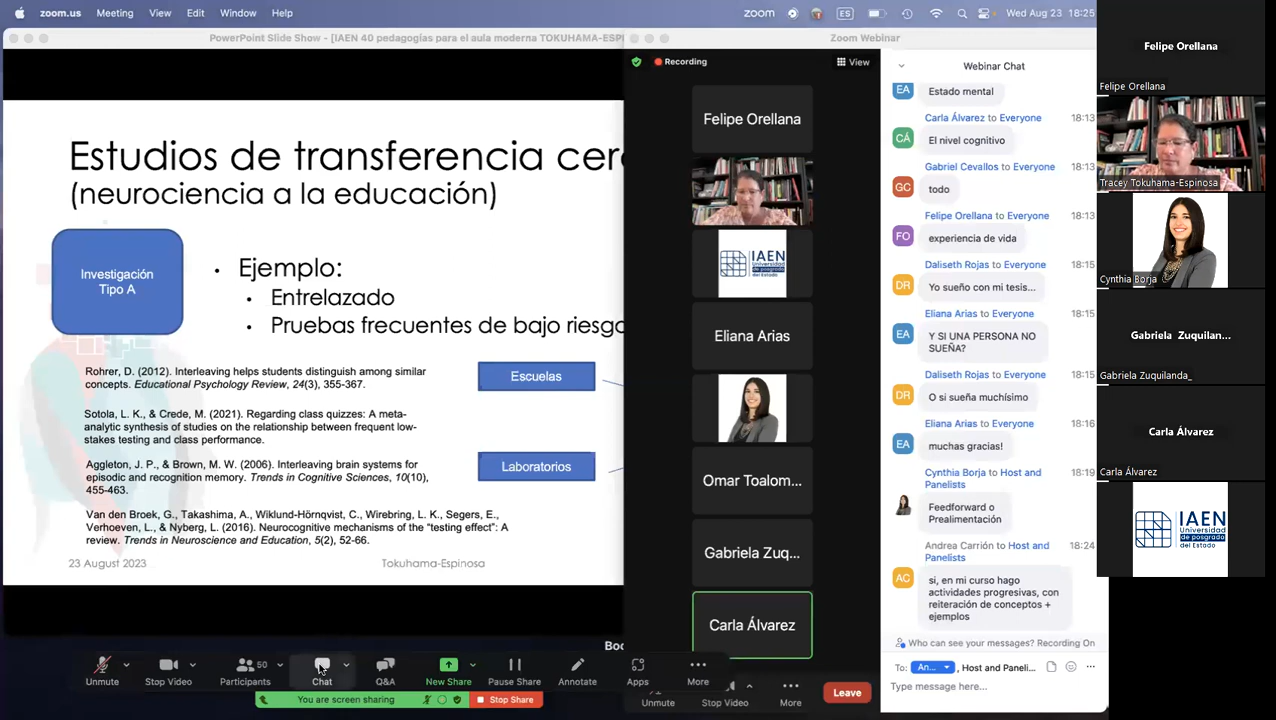 zoom.us Meeting View Edit Window Help
zoom ES Wed Aug 23 18:25
PowerPoint Slide Show - [IAEN 40 pedagogías para el aula moderna TOKUHAMA-ESP
Estudios de transferencia cer
(neurociencia a la educación)
Investigación
Tipo A
• Ejemplo:
• Entrelazado
• Pruebas frecuentes de bajo riesgo
Rohrer, D. (2012). Interleaving helps students distinguish among similar
concepts. Educational Psychology Review, 24(3), 355-367.
Sotola, L. K., & Crede, M. (2021). Regarding class quizzes: A meta-
analytic synthesis of studies on the relationship between frequent low-
stakes testing and class performance.
Aggleton, J. P., & Brown, M. W. (2006). Interleaving brain systems for
episodic and recognition memory. Trends in Cognitive Sciences, 10(10),
455-463.
Van den Broek, G., Takashima, A., Wiklund-Hörnqvist, C., Wirebring, L. K., Segers, E.,
Verhoeven, L., & Nyberg, L. (2016). Neurocognitive mechanisms of the “testing effect”: A
review. Trends in Neuroscience and Education, 5(2), 52-66.
Escuelas
Laboratorios
23 August 2023
Tokuhama-Espinosa
Boo
Unmute
Stop Video
50
Participants
Chat
Q&A
New Share
Pause Share
Annotate
Apps
More
You are screen sharing
Stop Share
Zoom Webinar
Recording
View
Felipe Orellana
IAEN
Universidad
de posgrado
del Estado
Eliana Arias
Omar Toalom...
Gabriela Zuq...
Carla Álvarez
Unmute
Stop Video
More
Leave
Webinar Chat
EA
Estado mental
Carla Álvarez to Everyone 18:13
CÁ
El nivel cognitivo
Gabriel Cevallos to Everyone 18:13
GC
todo
Felipe Orellana to Everyone 18:13
FO
experiencia de vida
Daliseth Rojas to Everyone 18:15
DR
Yo sueño con mi tesis...
Eliana Arias to Everyone 18:15
EA
Y SI UNA PERSONA NO
SUEÑA?
Daliseth Rojas to Everyone 18:15
DR
O si sueña muchísimo
Eliana Arias to Everyone 18:16
EA
muchas gracias!
Cynthia Borja to Host and 18:19
Panelists
Feedforward o
Prealimentación
Andrea Carrión to Host and 18:24
Panelists
AC
si, en mi curso hago
actividades progresivas, con
reiteración de conceptos +
ejemplos
Who can see your messages? Recording On
To: An... , Host and Paneli...
Type message here...
Felipe Orellana
Felipe Orellana
Tracey Tokuhama-Espinosa
Cynthia Borja
Gabriela Zuquilan...
Gabriela Zuquilanda_
Carla Álvarez
Carla Álvarez
IAEN
Universidad
de posgrado
del Estado